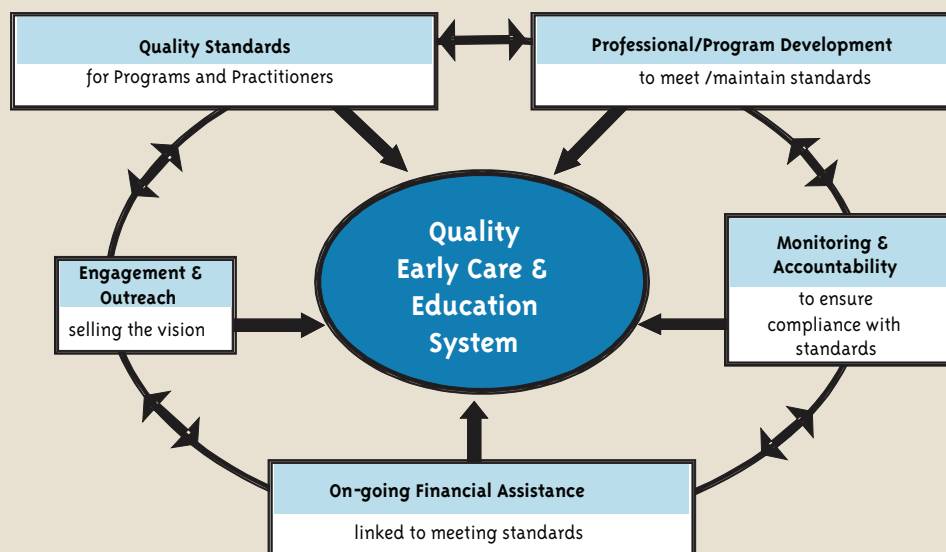 Quality Standards
for Programs and Practitioners
Professional/Program Development
to meet /maintain standards
Quality
Early Care &
Education
System
Engagement &
Outreach
selling the vision
Monitoring &
Accountability
to ensure
compliance with
standards
On-going Financial Assistance
linked to meeting standards